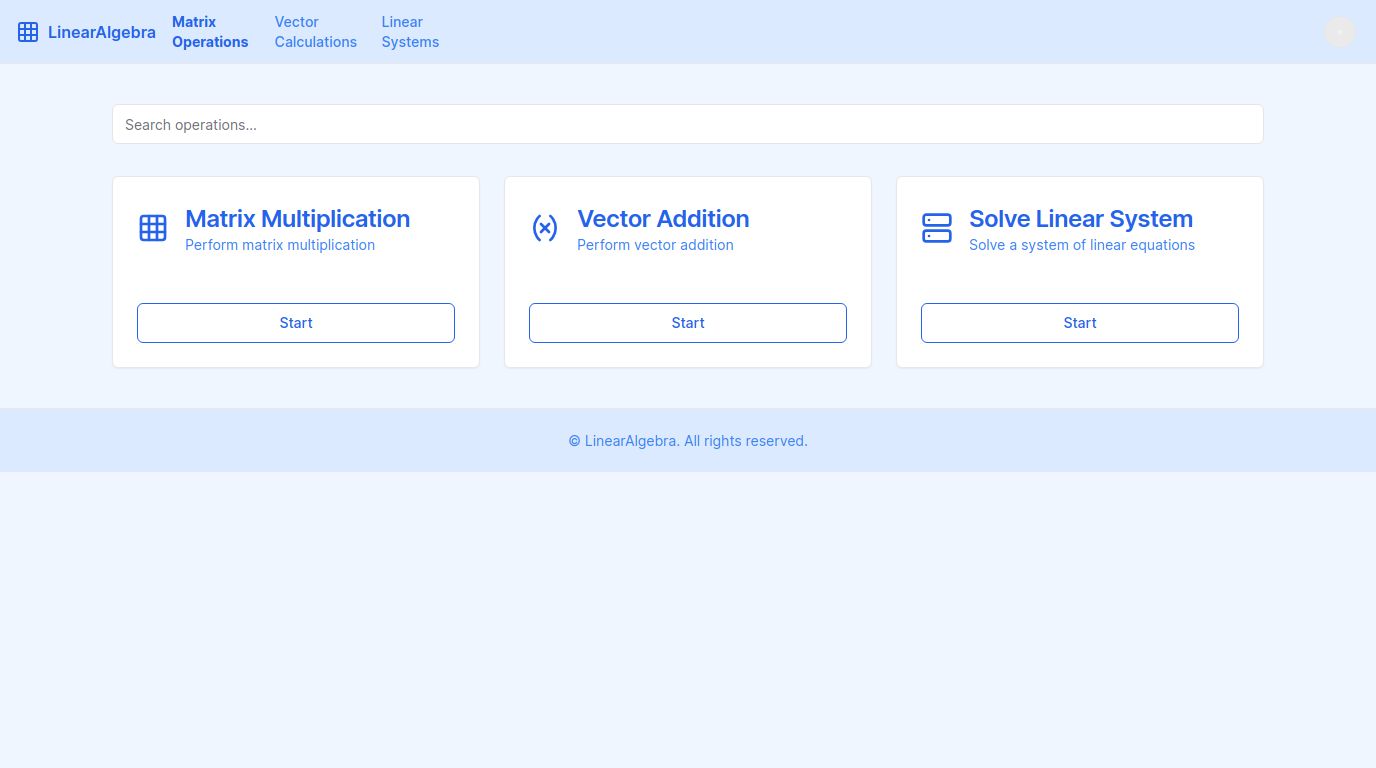 LinearAlgebra
Matrix
Operations
Vector
Calculations
Linear
Systems
Search operations...
Matrix Multiplication
Perform matrix multiplication
Start
Vector Addition
Perform vector addition
Start
Solve Linear System
Solve a system of linear equations
Start
© LinearAlgebra. All rights reserved.